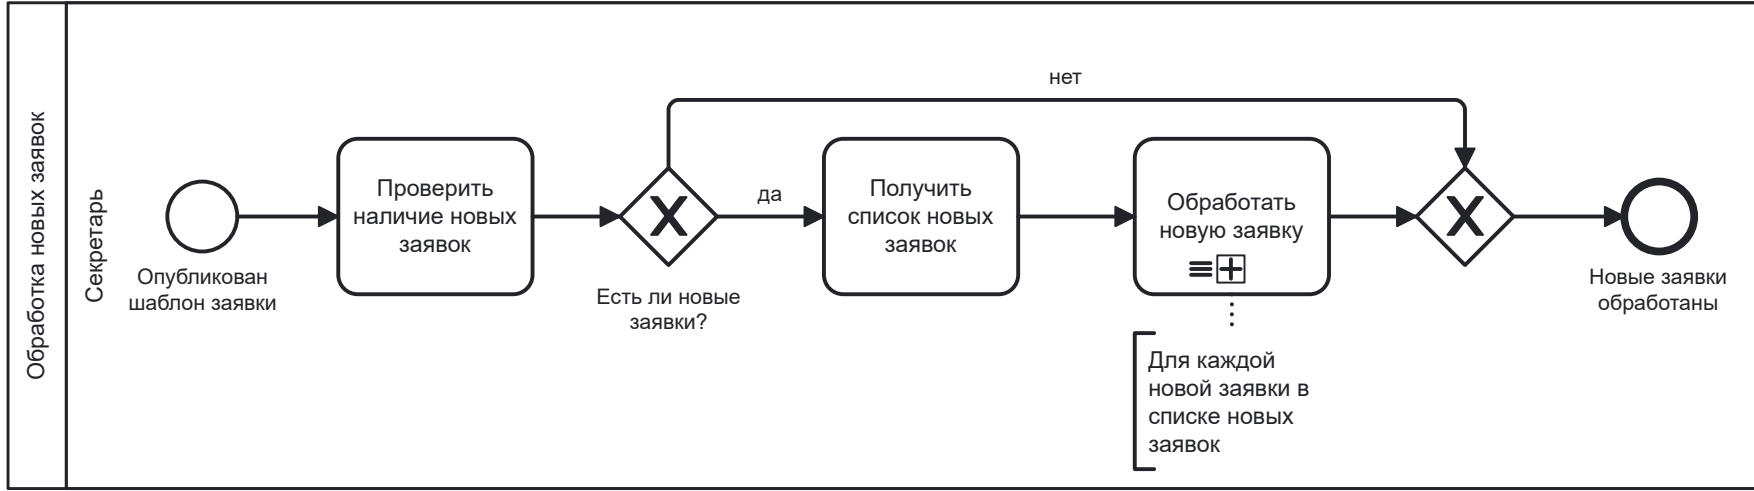 Обработка новых заявок
Секретарь
Опубликован
шаблон заявки
Проверить
наличие новых
заявок
Есть ли новые
заявки?
нет
да
Получить
список новых
заявок
Обработать
новую заявку
Для каждой
новой заявки в
списке новых
заявок
Новые заявки
обработаны